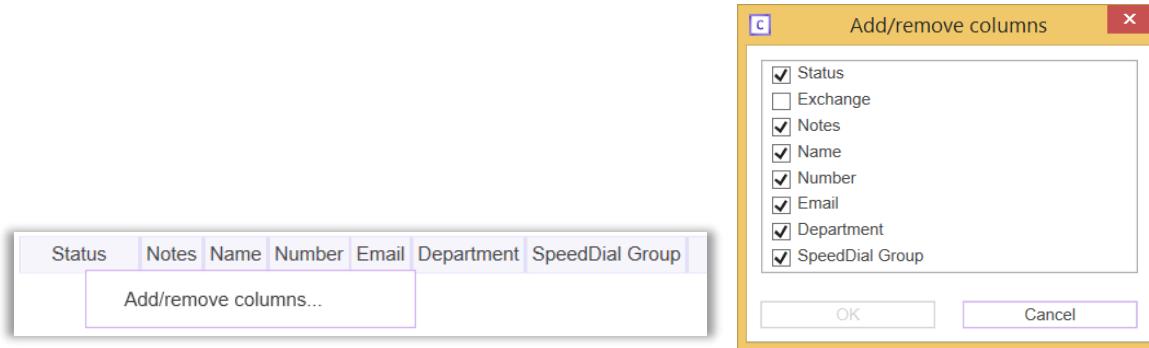 C Add/remove columns x
Status
Exchange
Notes
Name
Number
Email
Department
SpeedDial Group
OK Cancel
Status Notes Name Number Email Department SpeedDial Group
Add/remove columns...